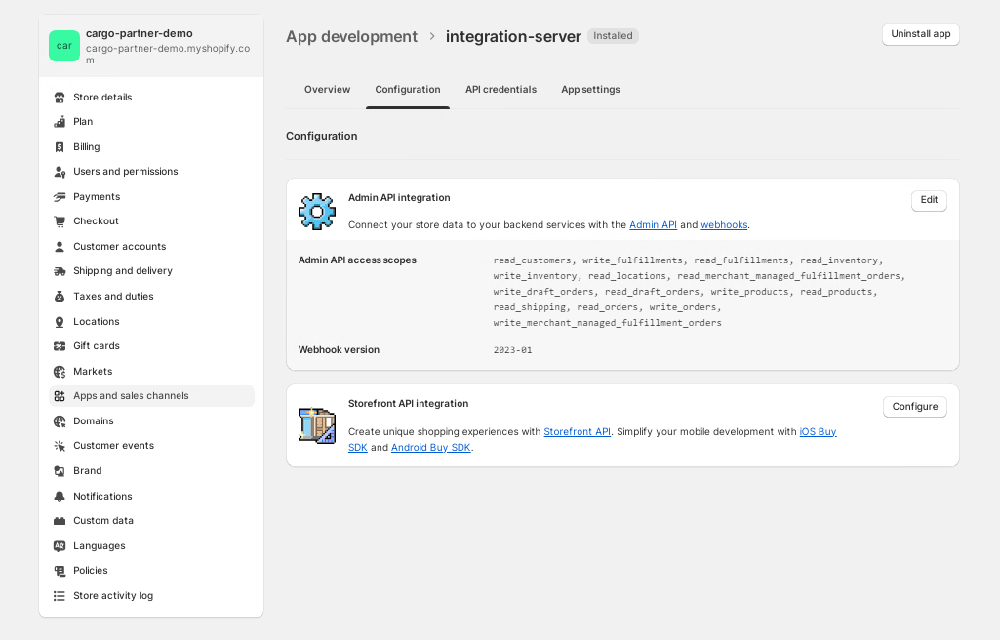 car
cargo-partner-demo
cargo-partner-demo.myshopify.co
m
Store details
Plan
Billing
Users and permissions
Payments
Checkout
Customer accounts
Shipping and delivery
Taxes and duties
Locations
Gift cards
Markets
Apps and sales channels
Domains
Customer events
Brand
Notifications
Custom data
Languages
Policies
Store activity log
App development > integration-server Installed
Uninstall app
Overview Configuration API credentials App settings
Configuration
Admin API integration
Edit
Connect your store data to your backend services with the Admin API and webhooks.
Admin API access scopes
read_customers, write_fulfillments, read_fulfillments, read_inventory,
write_inventory, read_locations, read_merchant_managed_fulfillment_orders,
write_draft_orders, read_draft_orders, write_products, read_products,
read_shipping, read_orders, write_orders,
write_merchant_managed_fulfillment_orders
Webhook version 2023-01
Storefront API integration
Configure
Create unique shopping experiences with Storefront API. Simplify your mobile development with iOS Buy
SDK and Android Buy SDK.